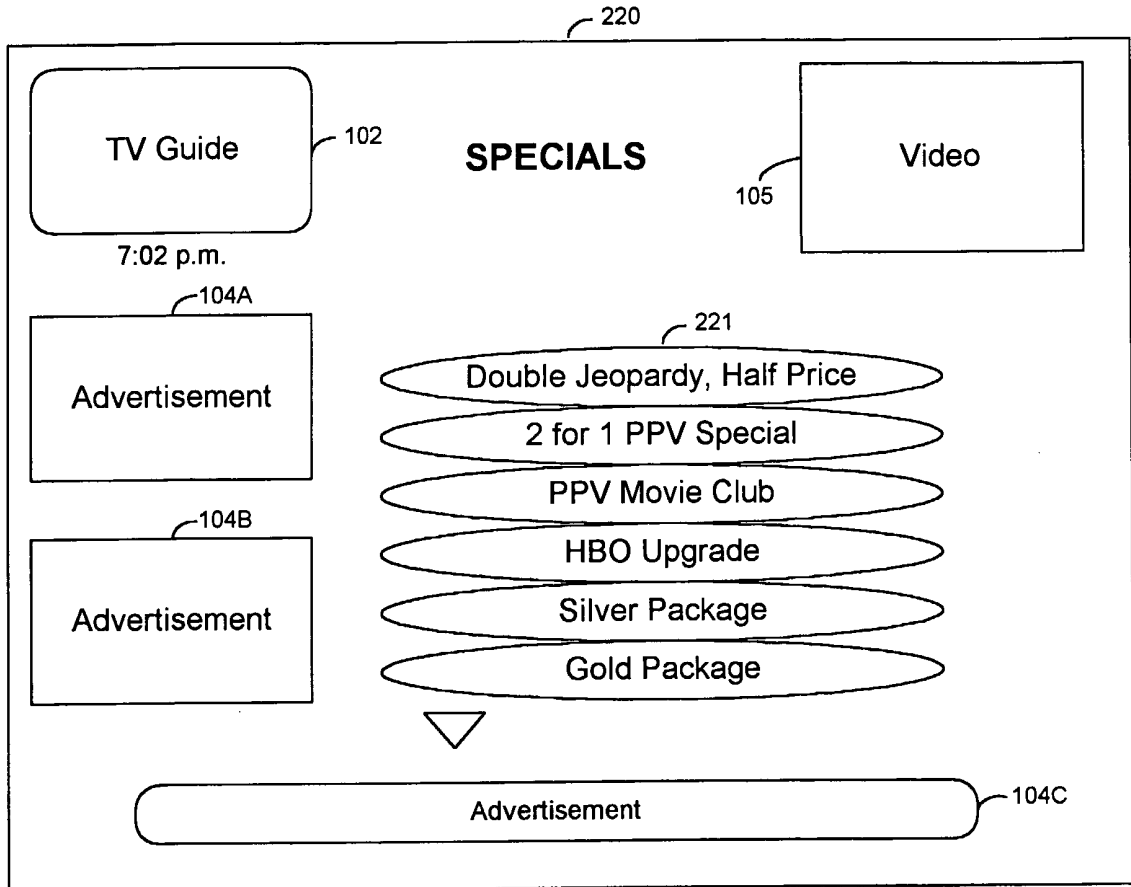 220
TV Guide
102
SPECIALS
Video
105
7:02 p.m.
104A
Advertisement
221
Double Jeopardy, Half Price
2 for 1 PPV Special
PPV Movie Club
104B
HBO Upgrade
Advertisement
Silver Package
Gold Package
Advertisement
104C